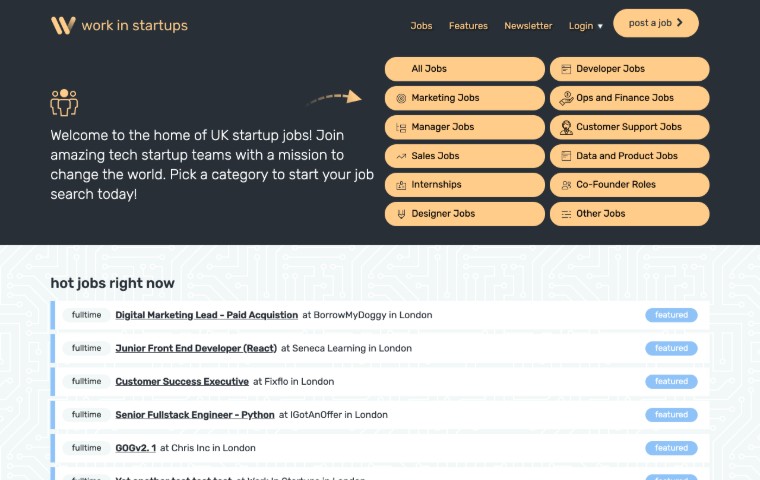 work in startups
Jobs
Features
Newsletter
Login
post a job
Welcome to the home of UK startup jobs! Join
amazing tech startup teams with a mission to
change the world. Pick a category to start your job
search today!
All Jobs
Developer Jobs
Marketing Jobs
Ops and Finance Jobs
Manager Jobs
Customer Support Jobs
Sales Jobs
Data and Product Jobs
Internships
Co-Founder Roles
Designer Jobs
Other Jobs
hot jobs right now
fulltime Digital Marketing Lead - Paid Acquistion at BorrowMyDoggy in London featured
fulltime Junior Front End Developer (React) at Seneca Learning in London featured
fulltime Customer Success Executive at Fixflo in London featured
fulltime Senior Fullstack Engineer - Python at IGotAnOffer in London featured
fulltime GOGv2. 1 at Chris Inc in London featured